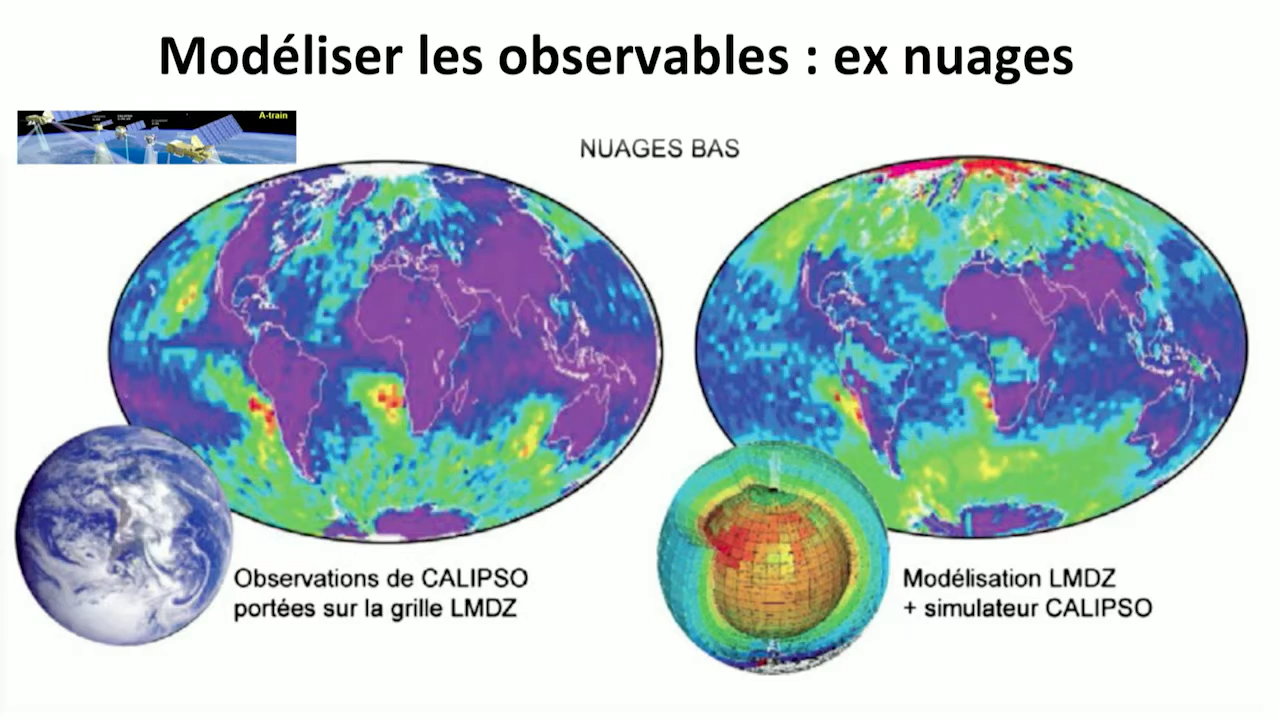 Modéliser les observables : ex nuages
A-train
NUAGES BAS
Observations de CALIPSO
portées sur la grille LMDZ
Modélisation LMDZ
+ simulateur CALIPSO